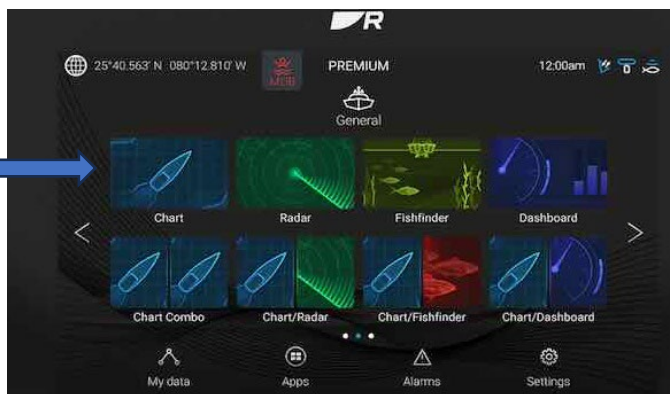 R
25°40.563' N 080°12.810' W MOB PREMIUM 12:00am
General
Chart Radar Fishfinder Dashboard
Chart Combo Chart/Radar Chart/Fishfinder Chart/Dashboard
My data Apps Alarms Settings